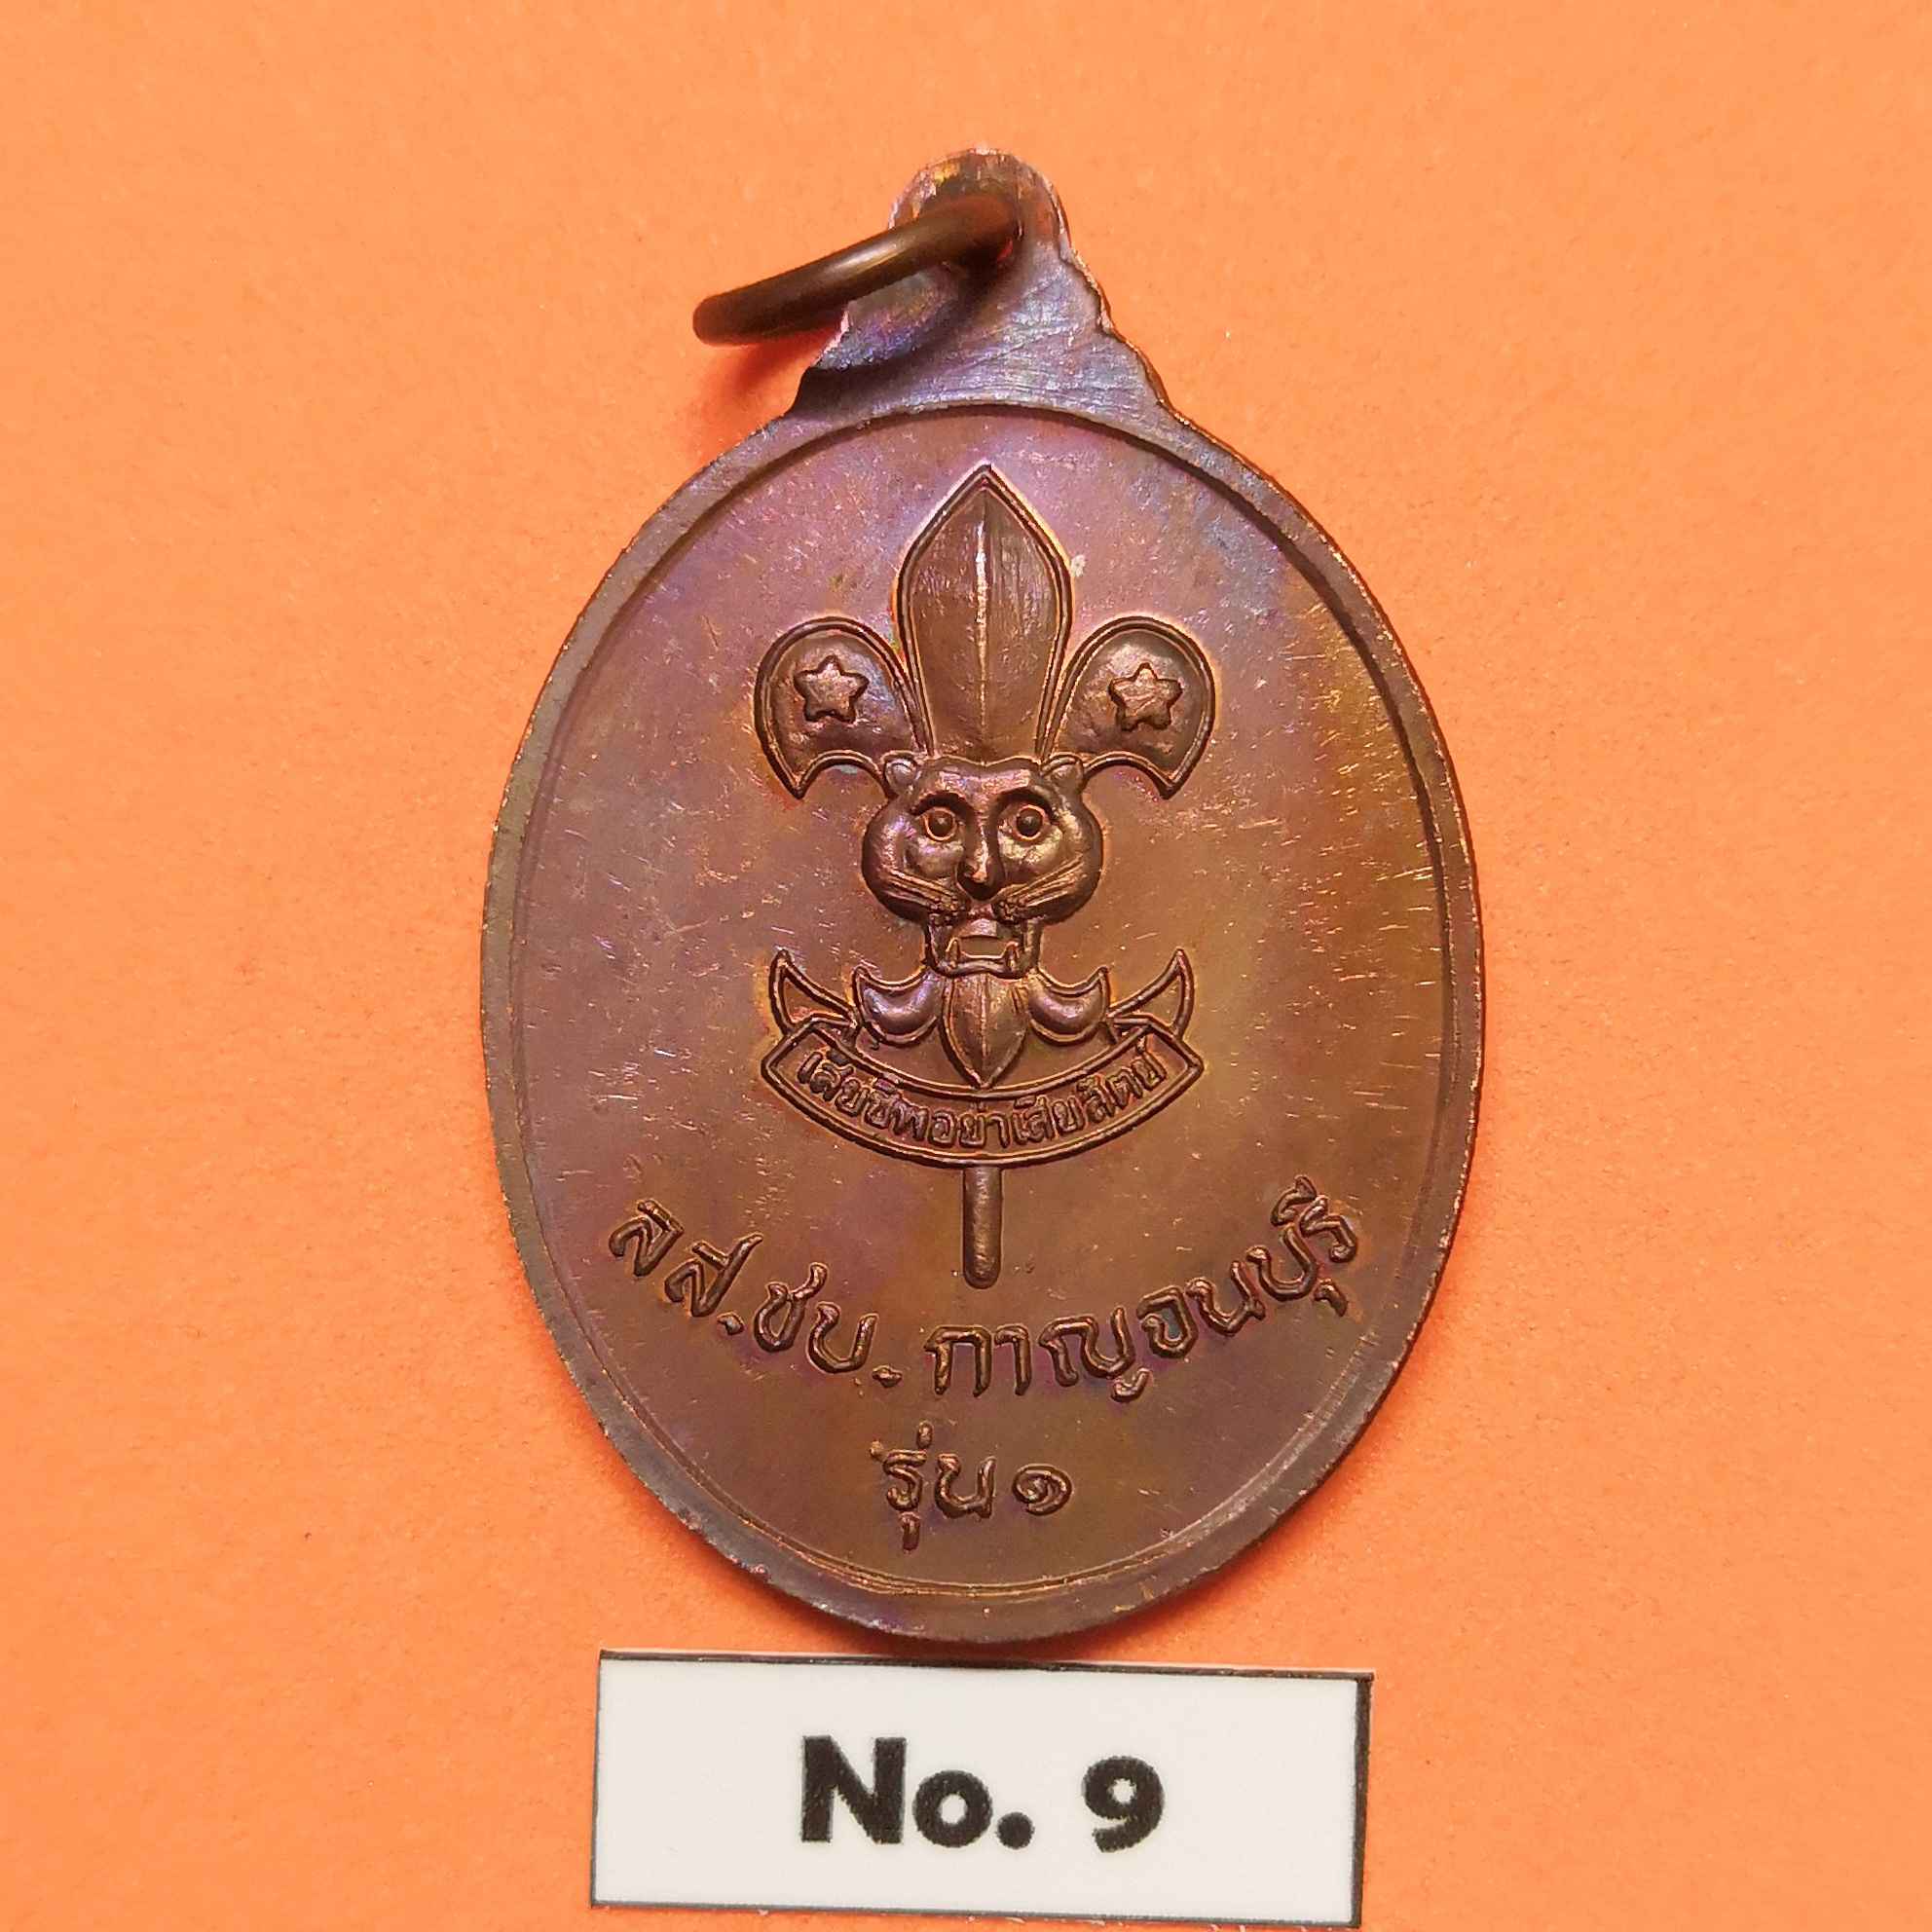 เสียชีพอย่าเสียสัตย์
ลส.ชบ. กาญจนบุรี
รุ่น ๑
No. 9